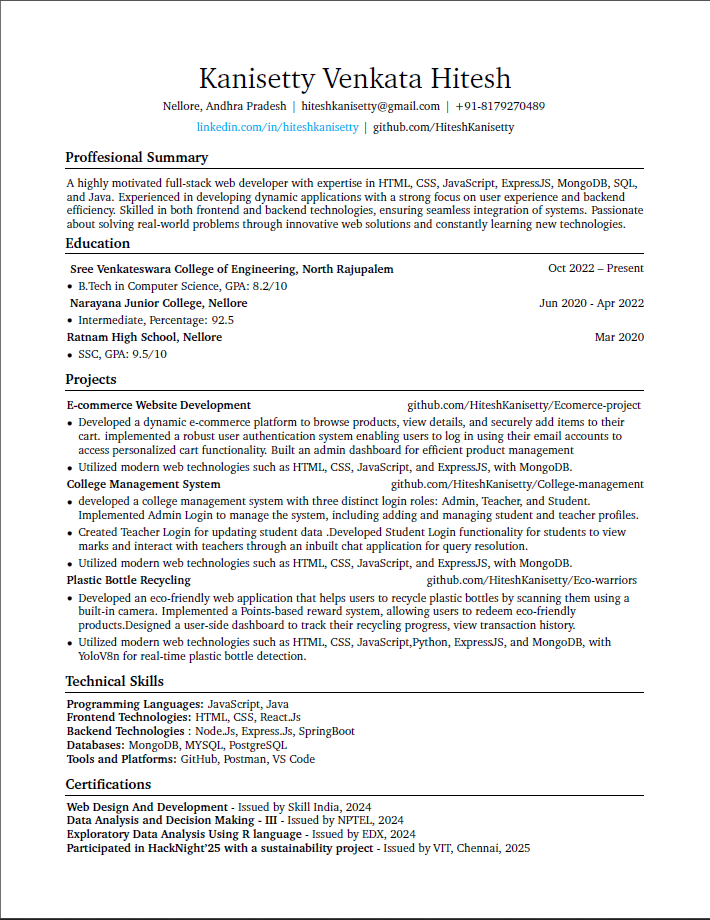 Kanisetty Venkata Hitesh
Nellore, Andhra Pradesh | hiteshkanisetty@gmail.com | +91-8179270489
linkedin.com/in/hiteshkanisetty | github.com/HiteshKanisetty
Proffesional Summary
A highly motivated full-stack web developer with expertise in HTML, CSS, JavaScript, ExpressJS, MongoDB, SQL,
and Java. Experienced in developing dynamic applications with a strong focus on user experience and backend
efficiency. Skilled in both frontend and backend technologies, ensuring seamless integration of systems. Passionate
about solving real-world problems through innovative web solutions and constantly learning new technologies.
Education
Sree Venkateswara College of Engineering, North Rajupalem Oct 2022 – Present
• B.Tech in Computer Science, GPA: 8.2/10
Narayana Junior College, Nellore Jun 2020 - Apr 2022
• Intermediate, Percentage: 92.5
Ratnam High School, Nellore Mar 2020
• SSC, GPA: 9.5/10
Projects
E-commerce Website Development github.com/HiteshKanisetty/Ecomerce-project
• Developed a dynamic e-commerce platform to browse products, view details, and securely add items to their
cart. implemented a robust user authentication system enabling users to log in using their email accounts to
access personalized cart functionality. Built an admin dashboard for efficient product management
• Utilized modern web technologies such as HTML, CSS, JavaScript, and ExpressJS, with MongoDB.
College Management System github.com/HiteshKanisetty/College-management
• developed a college management system with three distinct login roles: Admin, Teacher, and Student.
Implemented Admin Login to manage the system, including adding and managing student and teacher profiles.
• Created Teacher Login for updating student data .Developed Student Login functionality for students to view
marks and interact with teachers through an inbuilt chat application for query resolution.
• Utilized modern web technologies such as HTML, CSS, JavaScript, and ExpressJS, with MongoDB.
Plastic Bottle Recycling github.com/HiteshKanisetty/Eco-warriors
• Developed an eco-friendly web application that helps users to recycle plastic bottles by scanning them using a
built-in camera. Implemented a Points-based reward system, allowing users to redeem eco-friendly
products.Designed a user-side dashboard to track their recycling progress, view transaction history.
• Utilized modern web technologies such as HTML, CSS, JavaScript,Python, ExpressJS, and MongoDB, with
YoloV8n for real-time plastic bottle detection.
Technical Skills
Programming Languages: JavaScript, Java
Frontend Technologies: HTML, CSS, React.Js
Backend Technologies : Node.Js, Express.Js, SpringBoot
Databases: MongoDB, MYSQL, PostgreSQL
Tools and Platforms: GitHub, Postman, VS Code
Certifications
Web Design And Development - Issued by Skill India, 2024
Data Analysis and Decision Making - III - Issued by NPTEL, 2024
Exploratory Data Analysis Using R language - Issued by EDX, 2024
Participated in HackNight'25 with a sustainability project - Issued by VIT, Chennai, 2025